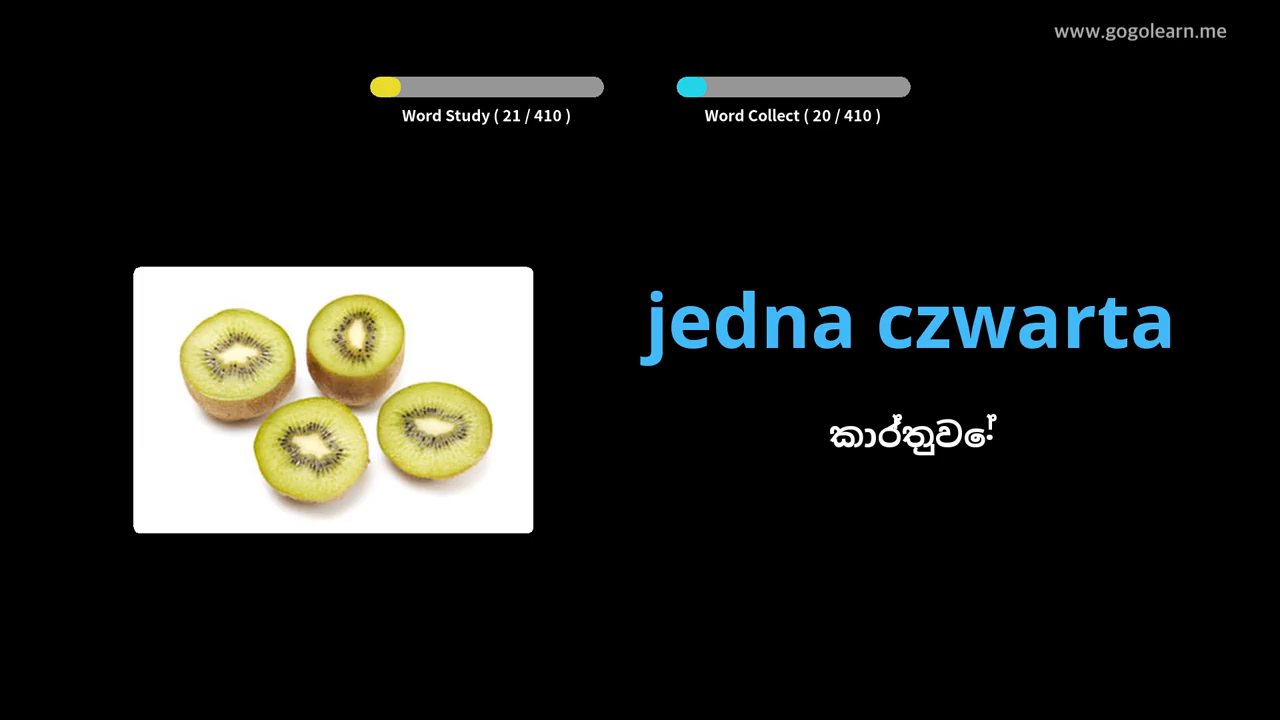 www.gogolearn.me
Word Study ( 21 / 410 )
Word Collect ( 20 / 410 )
jedna czwarta
කාර්තුවේ!